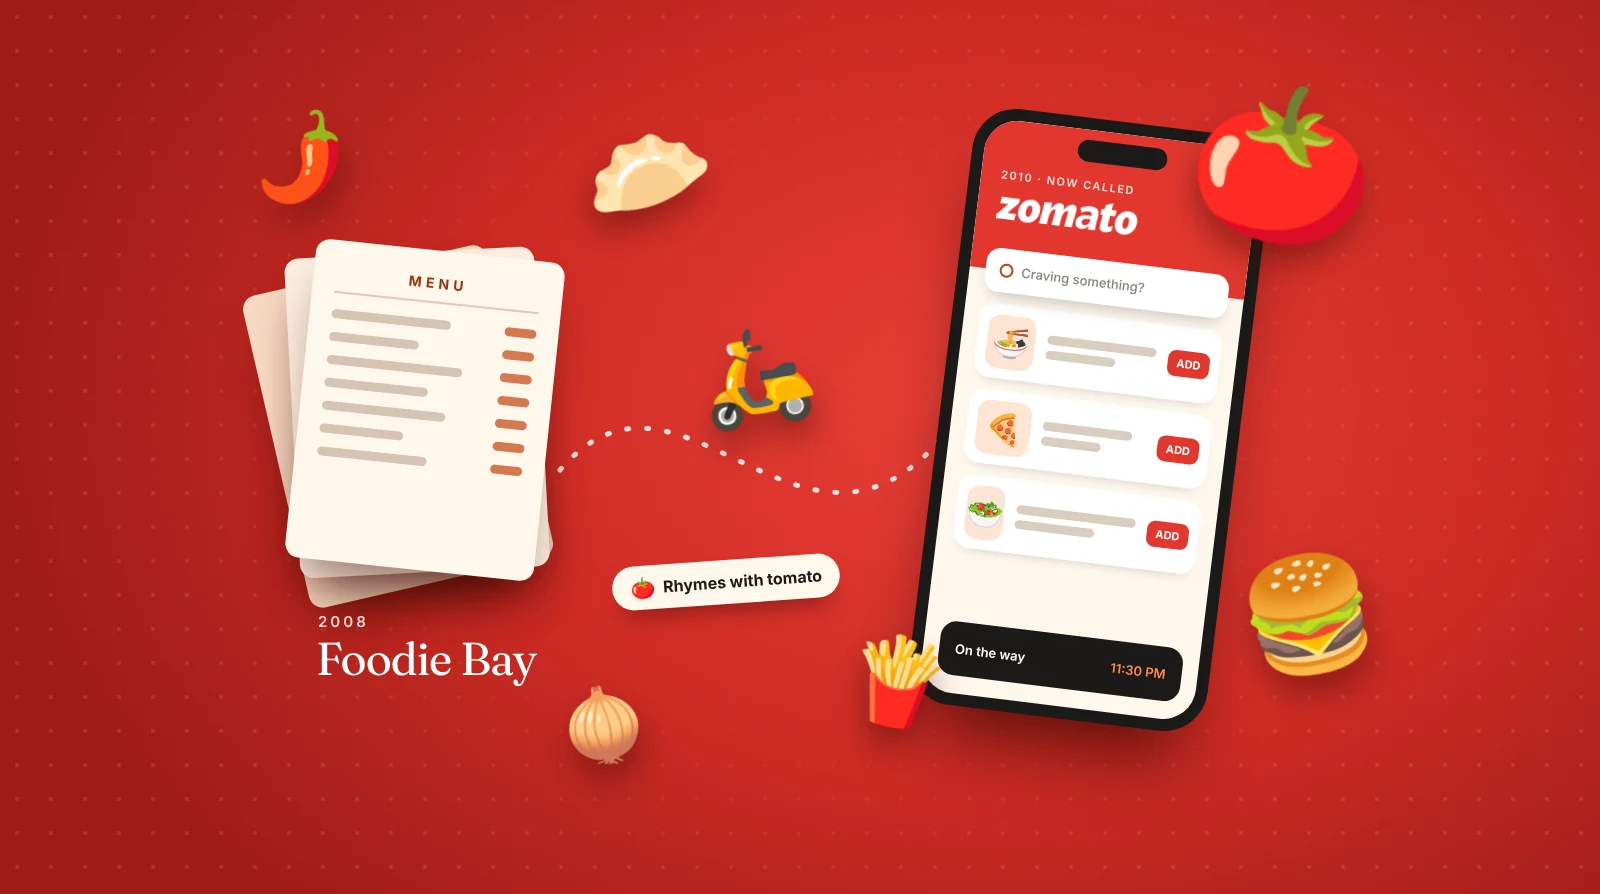 MENU
2008
Foodie Bay
Rhymes with tomato
2010 · NOW CALLED
zomato
Craving something?
ADD
ADD
ADD
On the way
11:30 PM